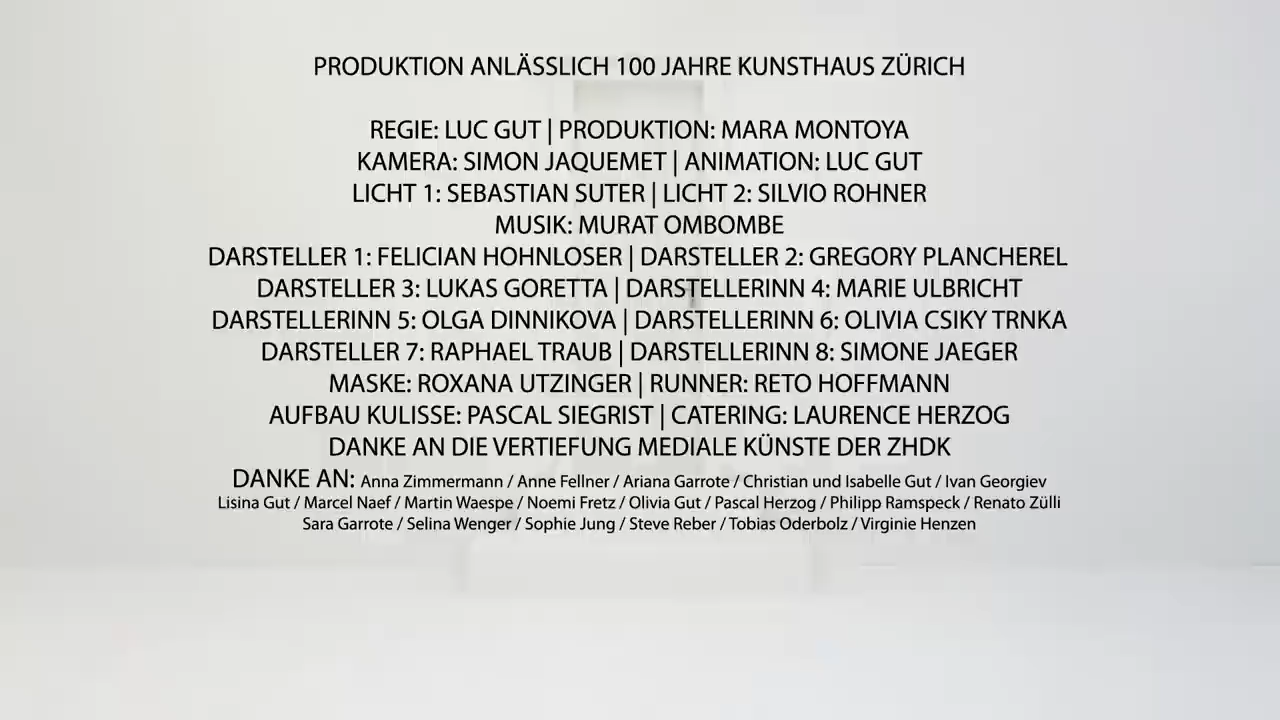 PRODUKTION ANLÄSSLICH 100 JAHRE KUNSTHAUS ZÜRICH
REGIE: LUC GUT | PRODUKTION: MARA MONTOYA
KAMERA: SIMON JAQUEMET | ANIMATION: LUC GUT
LICHT 1: SEBASTIAN SUTER | LICHT 2: SILVIO ROHNER
MUSIK: MURAT OMBOMBE
DARSTELLER 1: FELICIAN HOHNLOSER | DARSTELLER 2: GREGORY PLANCHEREL
DARSTELLER 3: LUKAS GORETTA | DARSTELLERINN 4: MARIE ULBRICHT
DARSTELLERINN 5: OLGA DINNIKOVA | DARSTELLERINN 6: OLIVIA CSIKY TRNKA
DARSTELLER 7: RAPHAEL TRAUB | DARSTELLERINN 8: SIMONE JAEGER
MASKE: ROXANA UTZINGER | RUNNER: RETO HOFFMANN
AUFBAU KULISSE: PASCAL SIEGRIST | CATERING: LAURENCE HERZOG
DANKE AN DIE VERTIEFUNG MEDIALE KÜNSTE DER ZHDK
DANKE AN: Anna Zimmermann / Anne Fellner / Ariana Garrote / Christian und Isabelle Gut / Ivan Georgiev
Lisina Gut / Marcel Naef / Martin Waespe / Noemi Fretz / Olivia Gut / Pascal Herzog / Philipp Ramspeck / Renato Zülli
Sara Garrote / Selina Wenger / Sophie Jung / Steve Reber / Tobias Oderbolz / Virginie Henzen